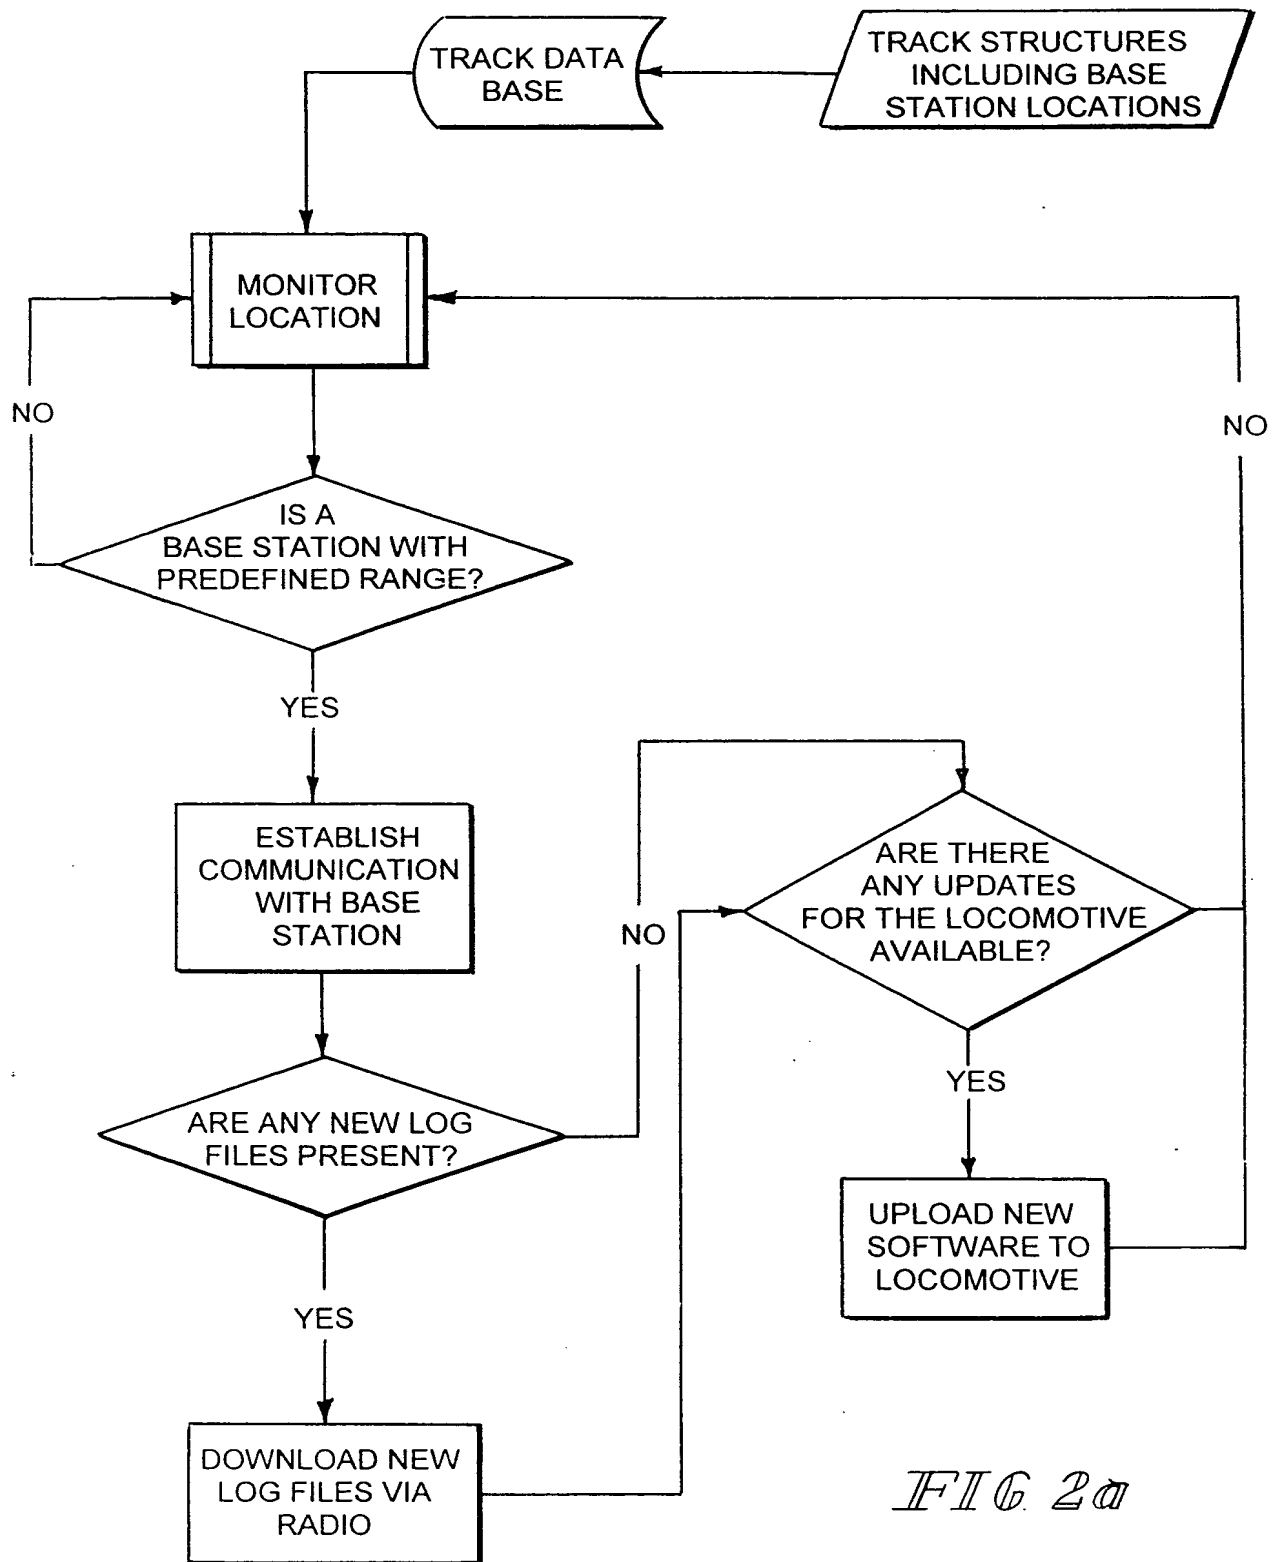 TRACK DATA
BASE
TRACK STRUCTURES
INCLUDING BASE
STATION LOCATIONS
MONITOR
LOCATION
NO
NO
IS A
BASE STATION WITH
PREDEFINED RANGE?
YES
ESTABLISH
COMMUNICATION
WITH BASE
STATION
NO
ARE THERE
ANY UPDATES
FOR THE LOCOMOTIVE
AVAILABLE?
YES
ARE ANY NEW LOG
FILES PRESENT?
YES
UPLOAD NEW
SOFTWARE TO
LOCOMOTIVE
DOWNLOAD NEW
LOG FILES VIA
RADIO
FIG. 2a